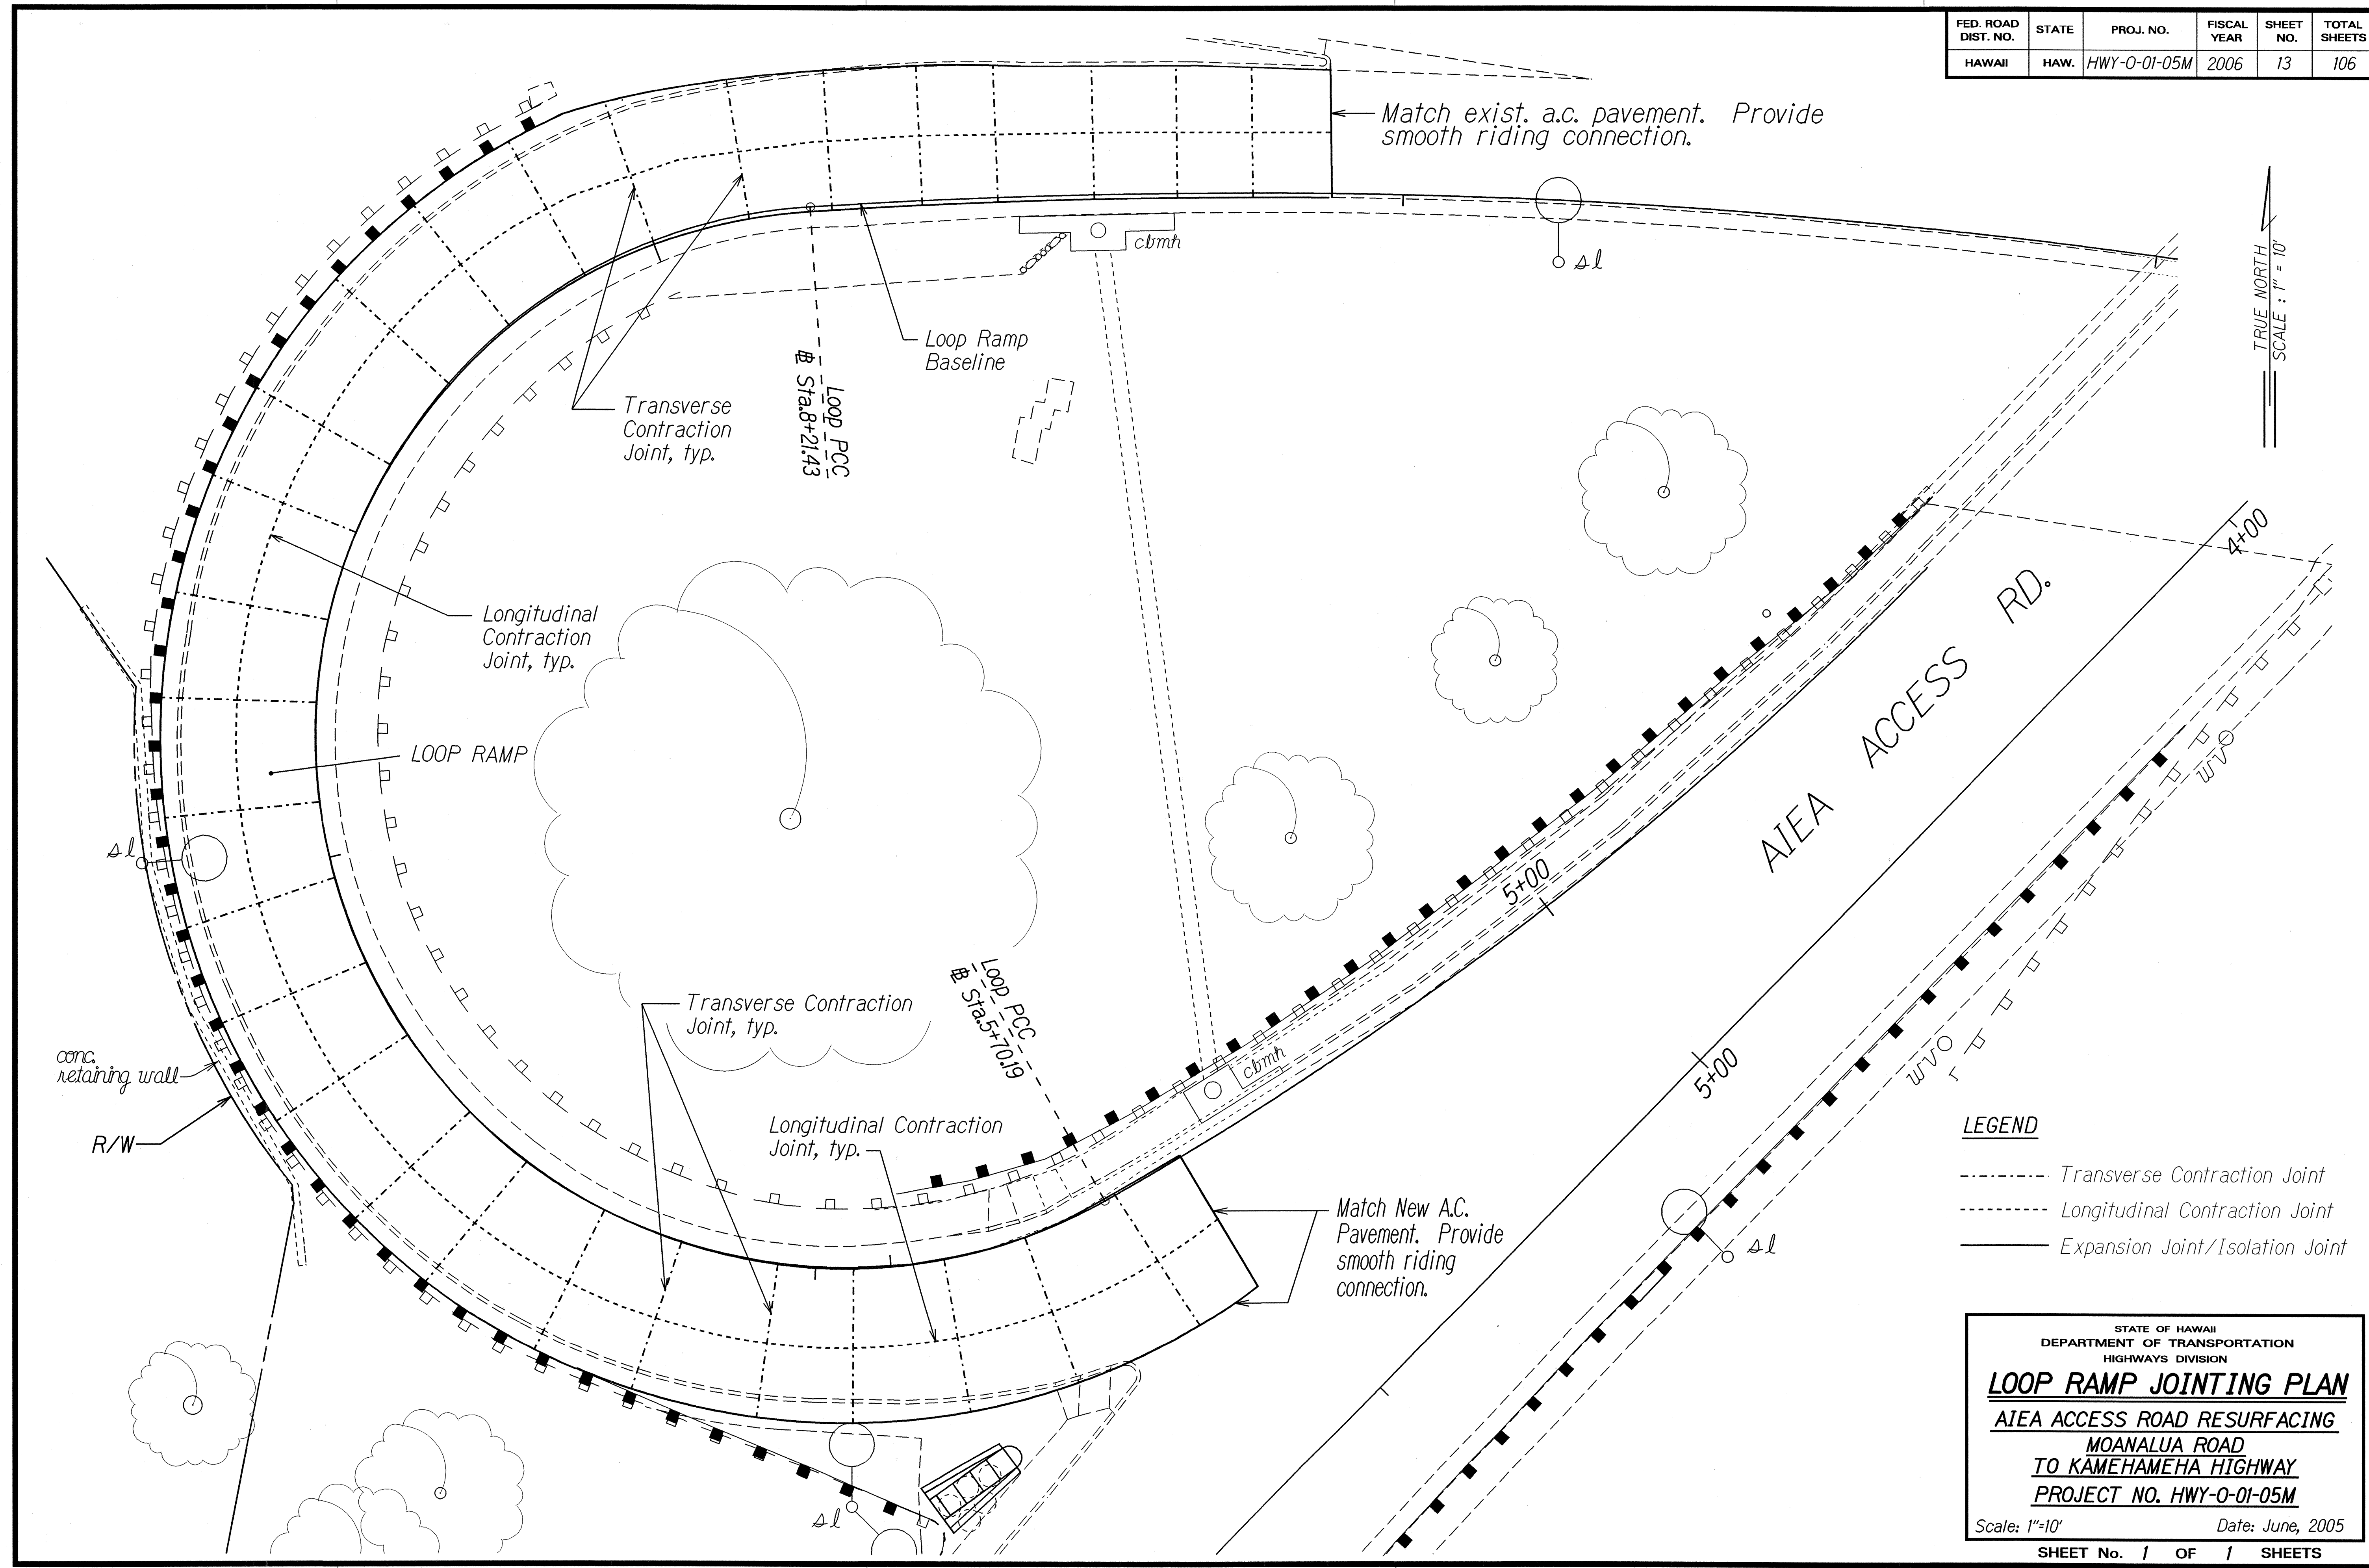 FED. ROAD DIST. NO.
STATE
PROJ. NO.
FISCAL YEAR
SHEET NO.
TOTAL SHEETS
HAWAII
HAW.
HWY-O-01-05M
2006
13
106
Match exist. a.c. pavement. Provide
smooth riding connection.
TRUE NORTH
SCALE : 1" = 10'
cbmh
sl
Loop Ramp
Baseline
Loop PCC
℄ Sta.8+21.43
Transverse
Contraction
Joint, typ.
4+00
Longitudinal
Contraction
Joint, typ.
AIEA ACCESS RD.
LOOP RAMP
wv
sl
5+00
Loop PCC
Sta.5+70.19
Transverse Contraction
Joint, typ.
conc.
retaining wall
R/W
cbmh
5+00
wv
Longitudinal Contraction
Joint, typ.
Match New A.C.
Pavement. Provide
smooth riding
connection.
sl
sl
LEGEND
Transverse Contraction Joint
Longitudinal Contraction Joint
Expansion Joint/Isolation Joint
STATE OF HAWAII
DEPARTMENT OF TRANSPORTATION
HIGHWAYS DIVISION
LOOP RAMP JOINTING PLAN
AIEA ACCESS ROAD RESURFACING
MOANALUA ROAD
TO KAMEHAMEHA HIGHWAY
PROJECT NO. HWY-O-01-05M
Scale: 1"=10'
Date: June, 2005
SHEET No. 1 OF 1 SHEETS